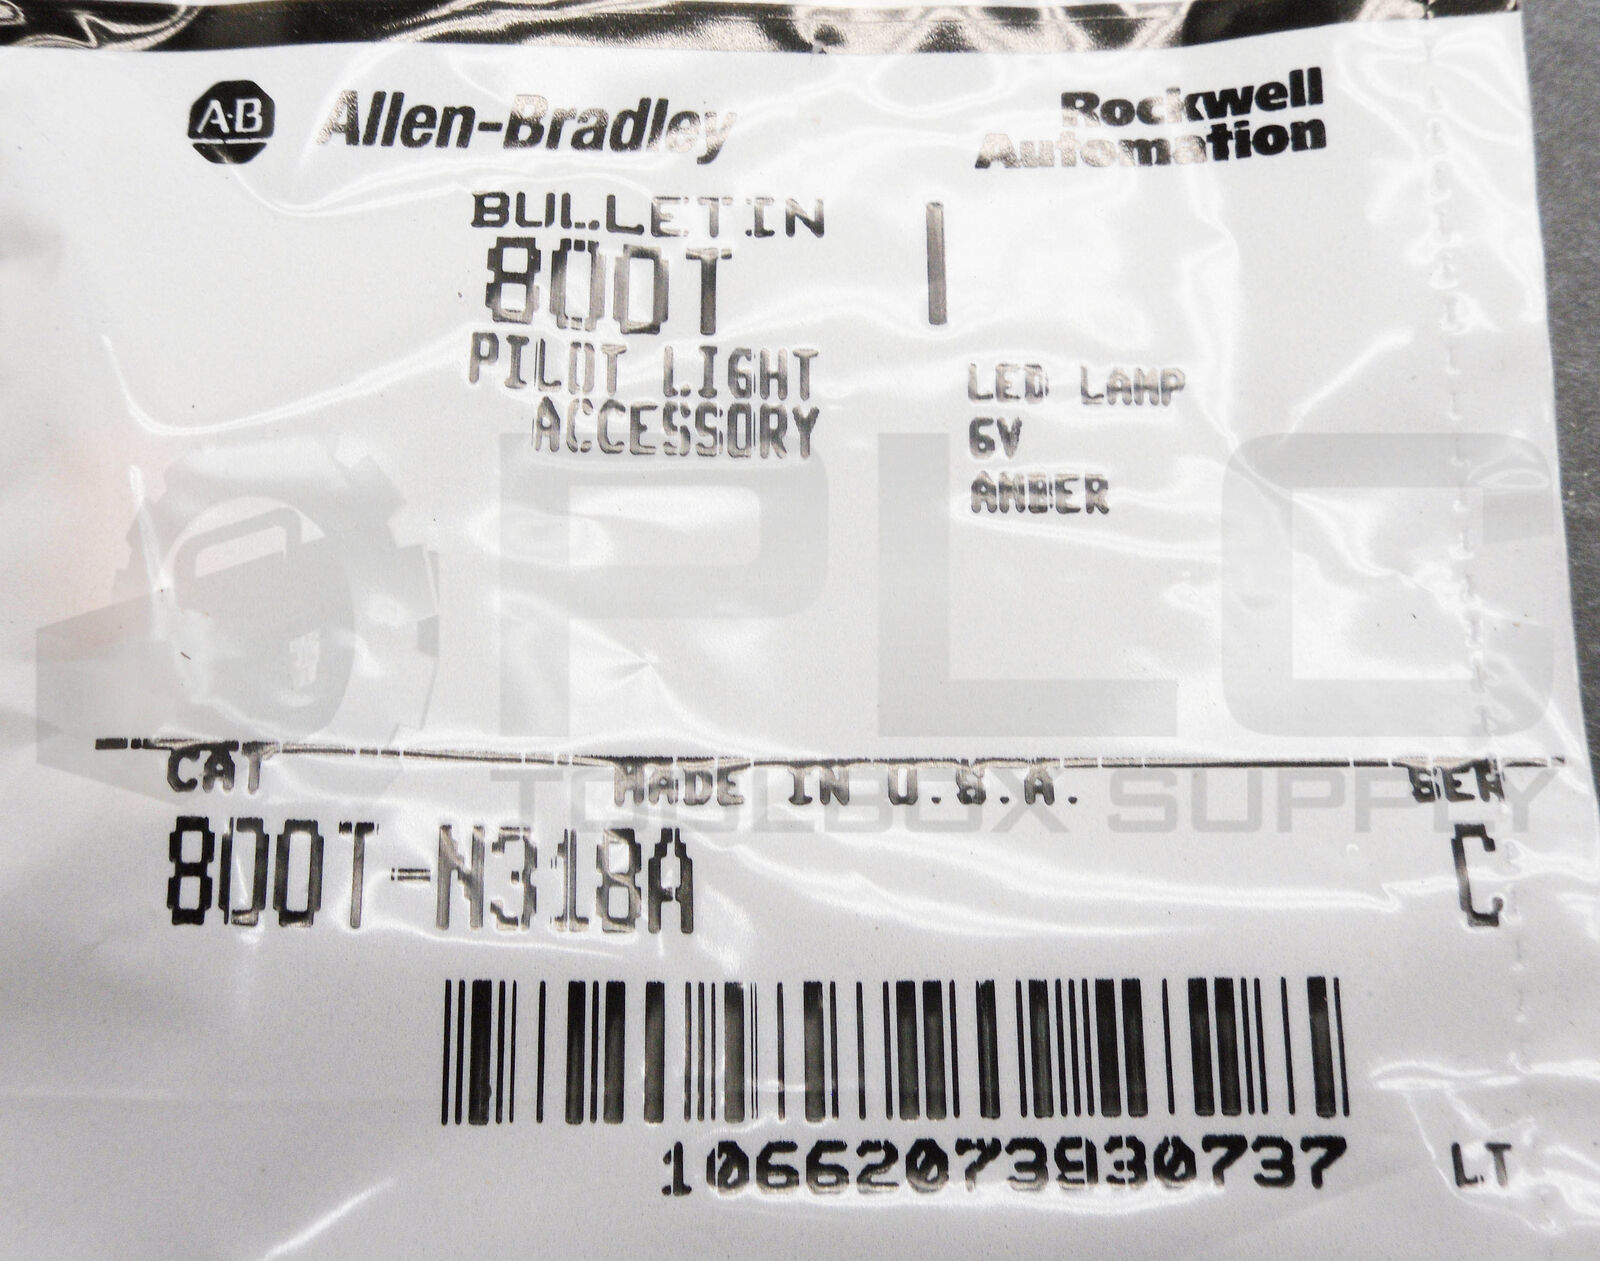 A-B Allen-Bradley
Rockwell
Automation
BULLETIN
800T
PILOT LIGHT
ACCESSORY
LED LAMP
6V
AMBER
PLC
TOOLBOX SUPPLY
CAT
MADE IN U.S.A.
SER
800T-N318A
C
10662073930737
LT